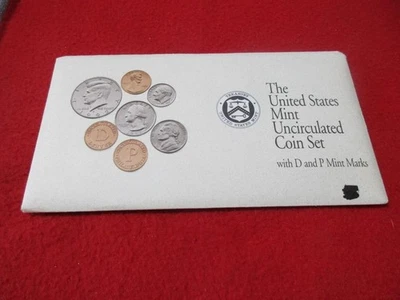 The
United States
Mint
Uncirculated
Coin Set
with D and P Mint Marks
D
P